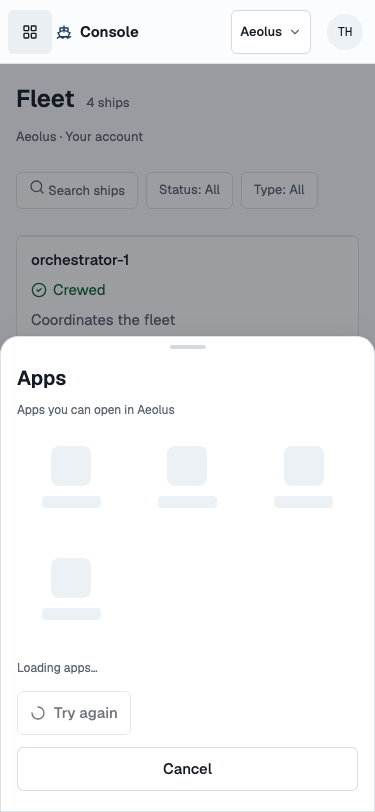 Console
Aeolus
TH
Fleet 4 ships
Aeolus · Your account
Search ships
Status: All
Type: All
orchestrator-1
Crewed
Coordinates the fleet
Apps
Apps you can open in Aeolus
Loading apps…
Try again
Cancel